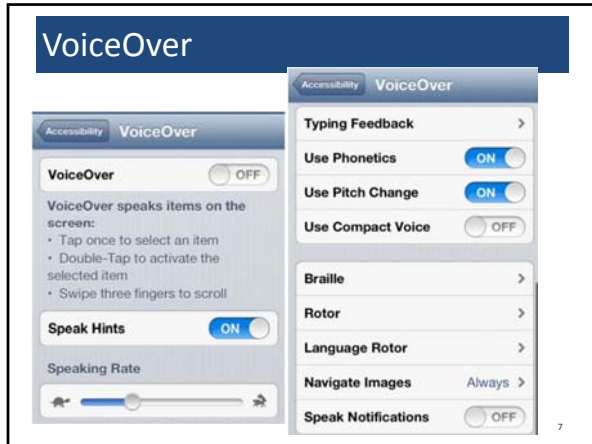 VoiceOver
Accessibility VoiceOver
VoiceOver OFF
VoiceOver speaks items on the
screen:
• Tap once to select an item
• Double-Tap to activate the
selected item
• Swipe three fingers to scroll
Speak Hints ON
Speaking Rate
Accessibility VoiceOver
Typing Feedback >
Use Phonetics ON
Use Pitch Change ON
Use Compact Voice OFF
Braille >
Rotor >
Language Rotor >
Navigate Images Always >
Speak Notifications OFF
7